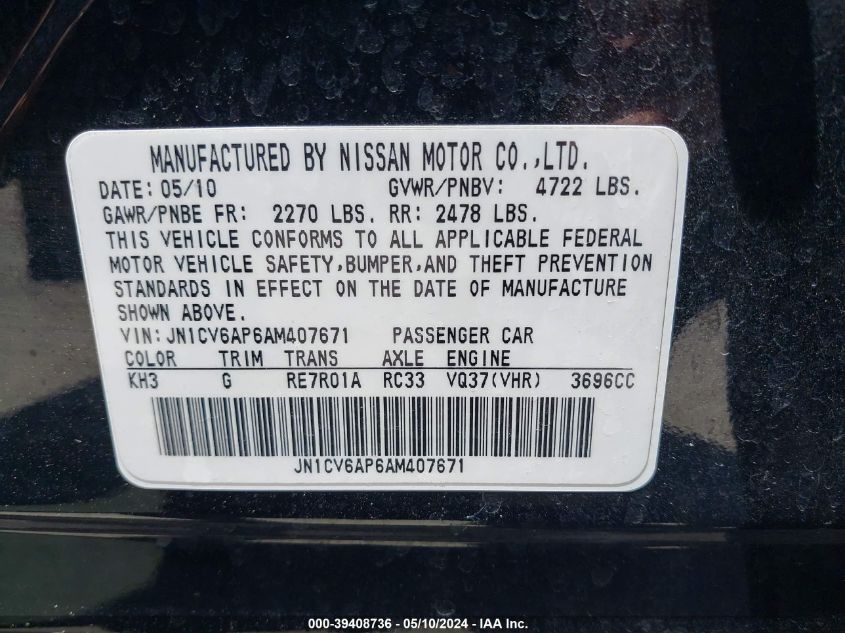 MANUFACTURED BY NISSAN MOTOR CO.,LTD.
DATE: 05/10 GVWR/PNBV: 4722 LBS.
GAWR/PNBE FR: 2270 LBS. RR: 2478 LBS.
THIS VEHICLE CONFORMS TO ALL APPLICABLE FEDERAL
MOTOR VEHICLE SAFETY,BUMPER,AND THEFT PREVENTION
STANDARDS IN EFFECT ON THE DATE OF MANUFACTURE
SHOWN ABOVE.
VIN: JN1CV6AP6AM407671 PASSENGER CAR
COLOR TRIM TRANS AXLE ENGINE
KH3 G RE7R01A RC33 VQ37(VHR) 3696CC
JN1CV6AP6AM407671
000-39408736 - 05/10/2024 - IAA Inc.